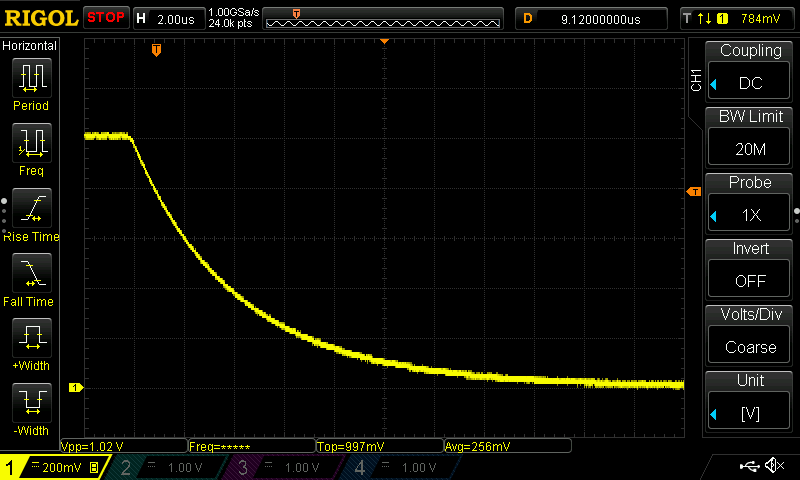 RIGOL STOP H 2.00us 1.00GSa/s D 9.12000000us T 1 784mV
24.0k pts
Horizontal
Period
Freq
Rise Time
Fall Time
+Width
-Width
T
T
1
CH1
Coupling
DC
BW Limit
20M
Probe
1X
Invert
OFF
Volts/Div
Coarse
Unit
[V]
Vpp=1.02 V Freq=***** Top=997mV Avg=256mV
1 200mV B 2 1.00 V 3 1.00 V 4 1.00 V